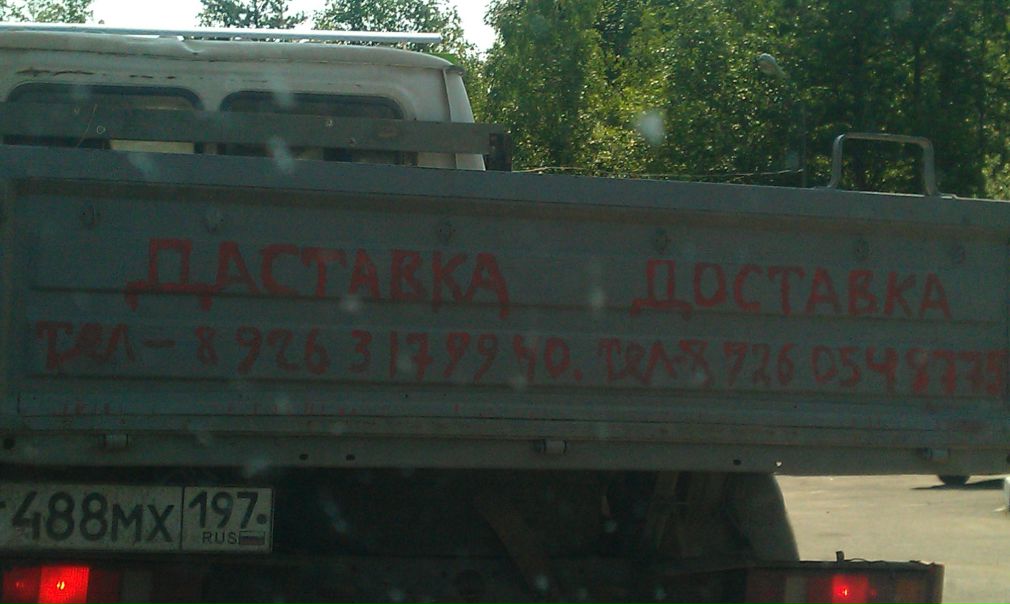 ДАСТАВКА ДОСТАВКА
тел-8 926 3179940. тел-8 926 0548775
488МХ 197
RUS